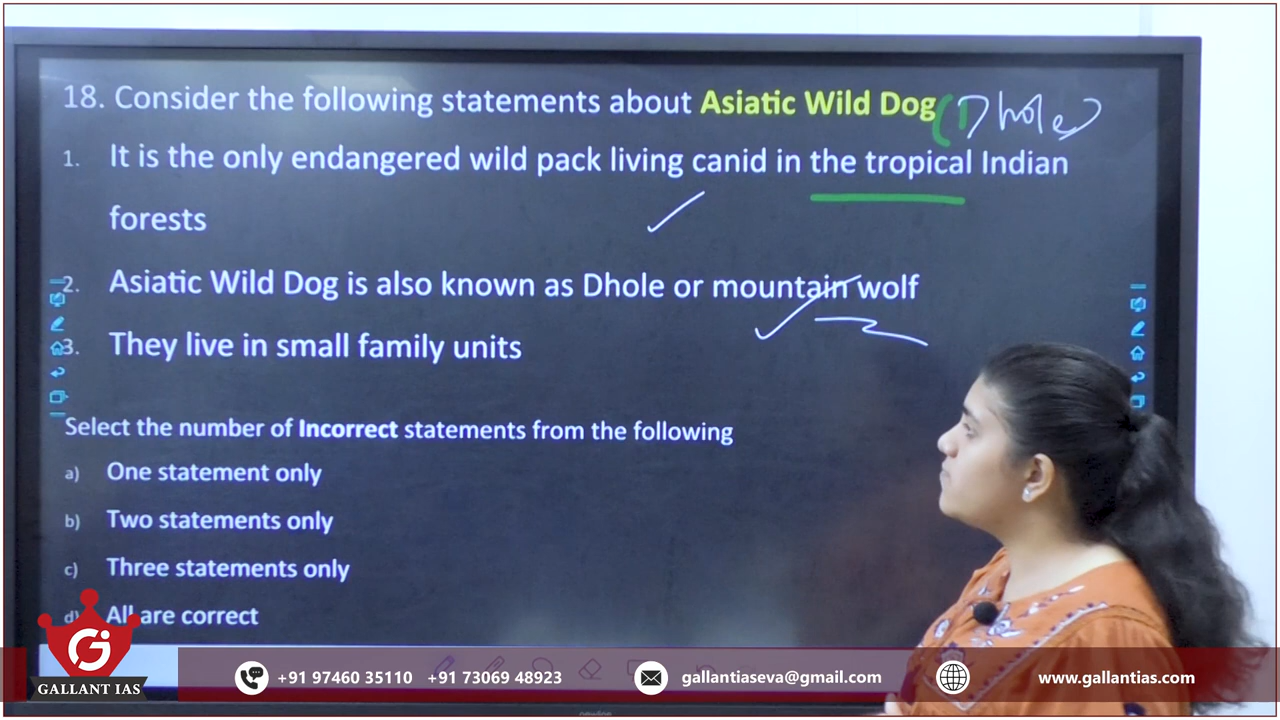 18. Consider the following statements about Asiatic Wild Dog (Dhole)
1. It is the only endangered wild pack living canid in the tropical Indian
forests
2. Asiatic Wild Dog is also known as Dhole or mountain wolf
3. They live in small family units
Select the number of Incorrect statements from the following
a) One statement only
b) Two statements only
c) Three statements only
d) All are correct
Gi
GALLANT IAS
+91 97460 35110 +91 73069 48923
gallantiaseva@gmail.com
www.gallantias.com